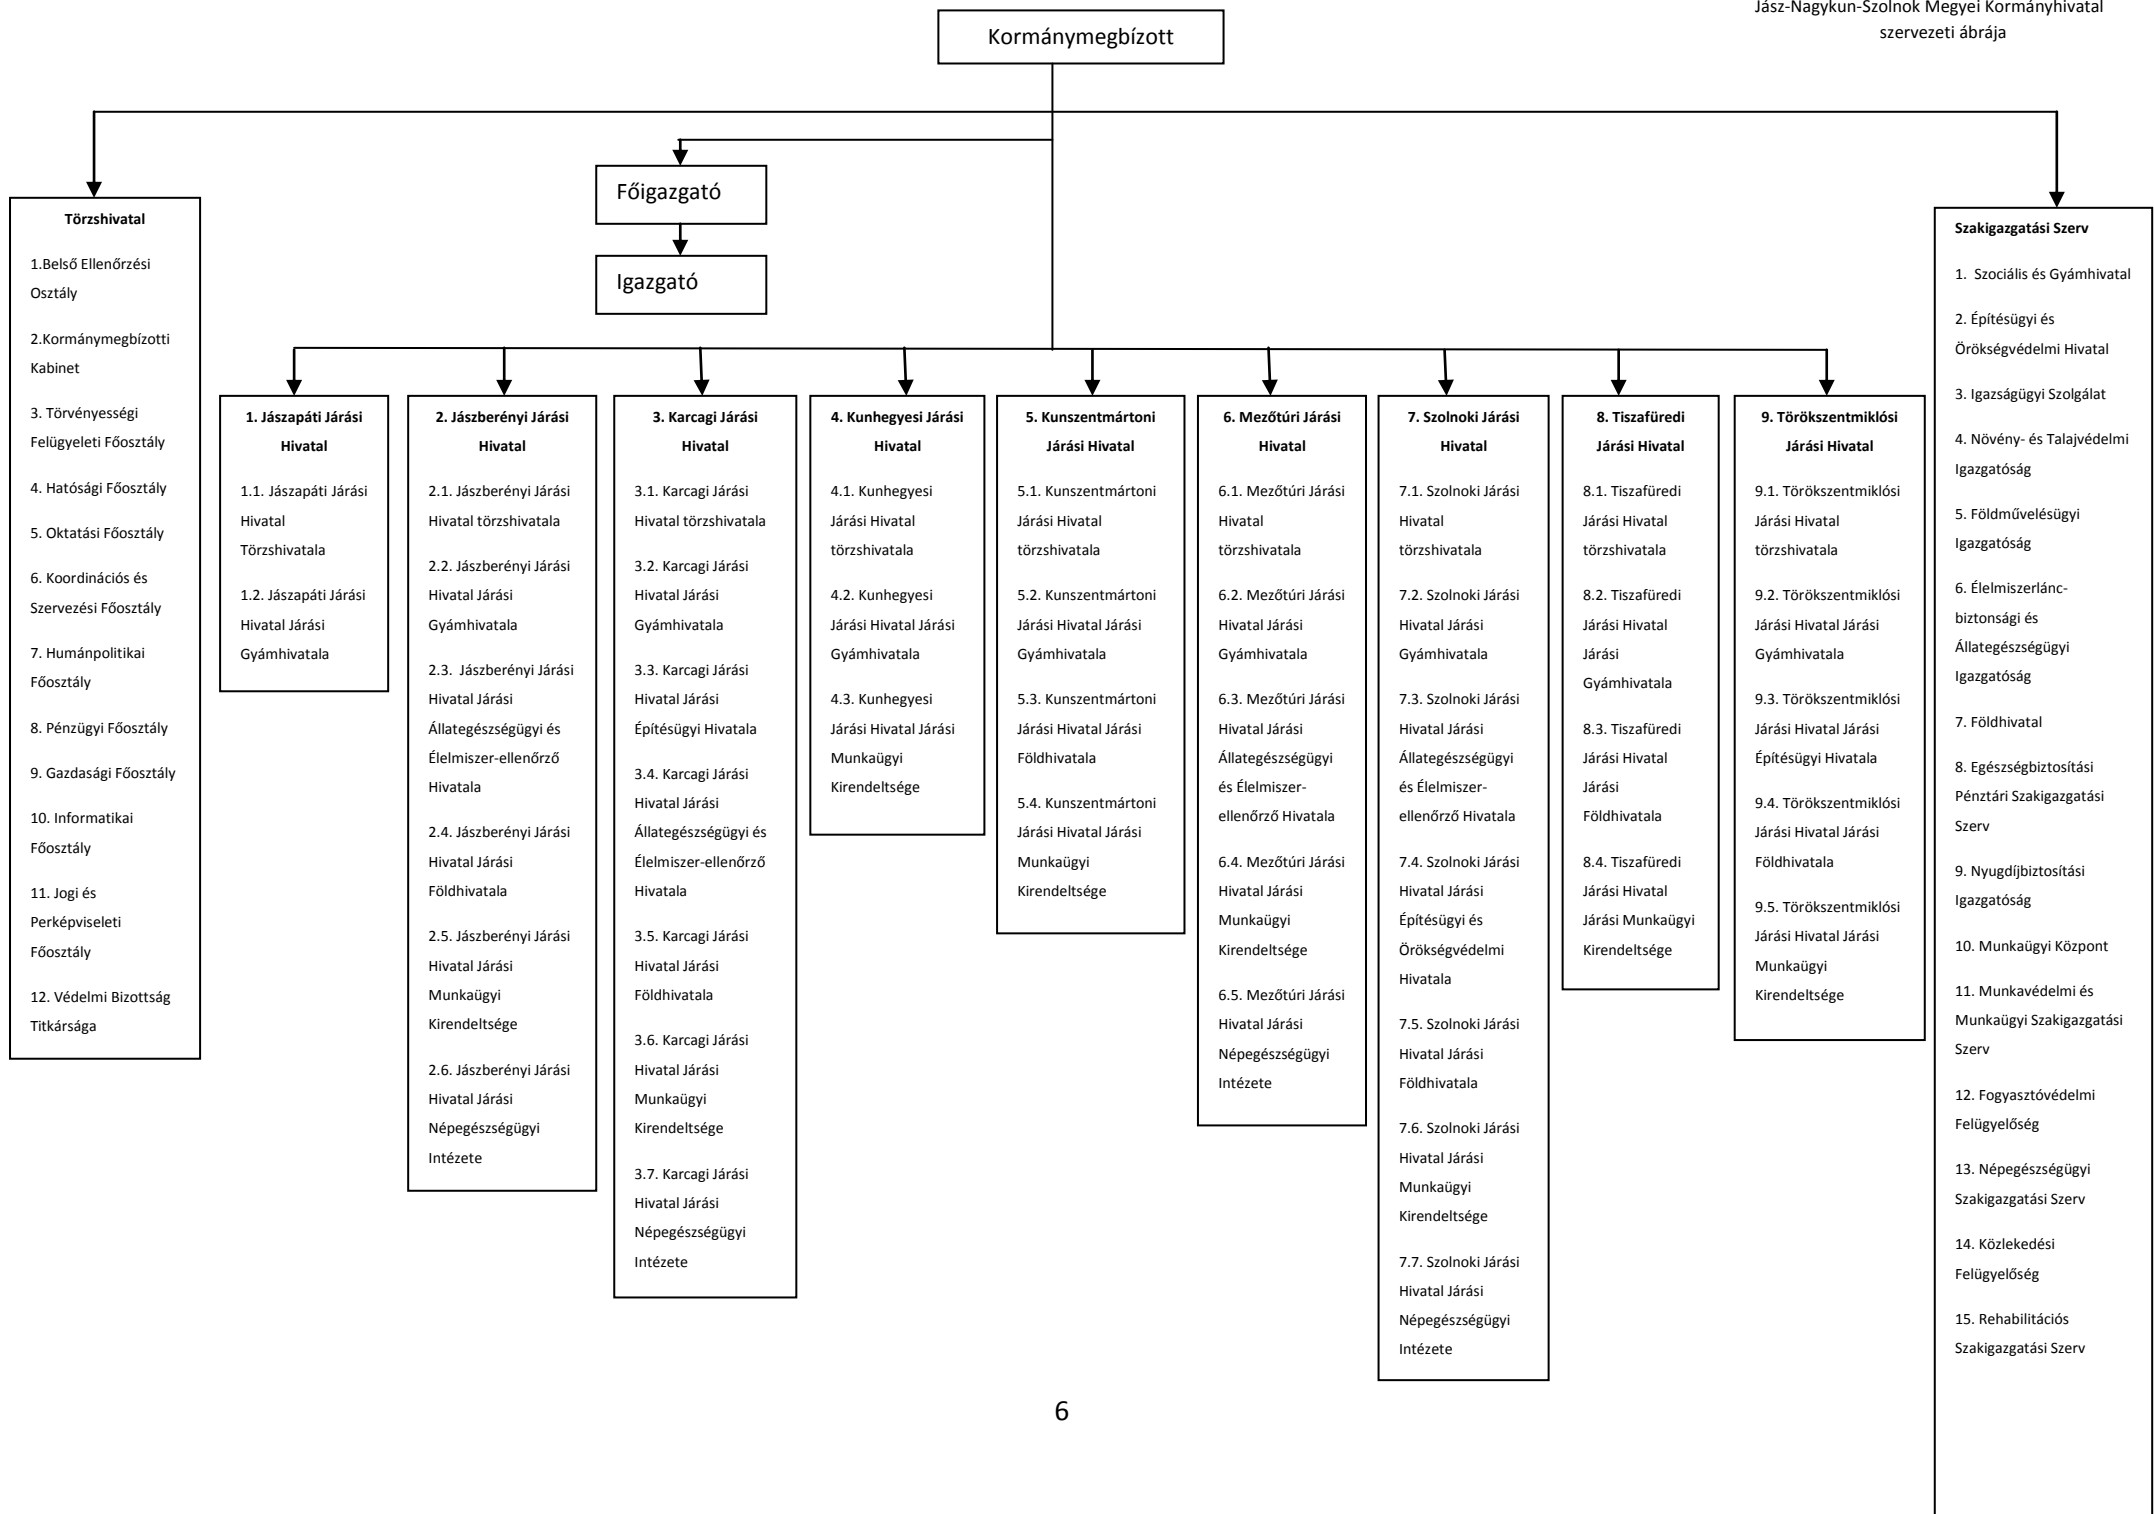 Jász-Nagykun-Szolnok Megyei Kormányhivatal
szervezeti ábrája
Kormánymegbízott
Főigazgató
Igazgató
Törzshivatal
1.Belső Ellenőrzési
Osztály
2.Kormánymegbízotti
Kabinet
3. Törvényességi
Felügyeleti Főosztály
4. Hatósági Főosztály
5. Oktatási Főosztály
6. Koordinációs és
Szervezési Főosztály
7. Humánpolitikai
Főosztály
8. Pénzügyi Főosztály
9. Gazdasági Főosztály
10. Informatikai
Főosztály
11. Jogi és
Perképviseleti
Főosztály
12. Védelmi Bizottság
Titkársága
1. Jászapáti Járási
Hivatal
1.1. Jászapáti Járási
Hivatal
Törzshivatala
1.2. Jászapáti Járási
Hivatal Járási
Gyámhivatala
2. Jászberényi Járási
Hivatal
2.1. Jászberényi Járási
Hivatal törzshivatala
2.2. Jászberényi Járási
Hivatal Járási
Gyámhivatala
2.3. Jászberényi Járási
Hivatal Járási
Állategészségügyi és
Élelmiszer-ellenőrző
Hivatala
2.4. Jászberényi Járási
Hivatal Járási
Földhivatala
2.5. Jászberényi Járási
Hivatal Járási
Munkaügyi
Kirendeltsége
2.6. Jászberényi Járási
Hivatal Járási
Népegészségügyi
Intézete
3. Karcagi Járási
Hivatal
3.1. Karcagi Járási
Hivatal törzshivatala
3.2. Karcagi Járási
Hivatal Járási
Gyámhivatala
3.3. Karcagi Járási
Hivatal Járási
Építésügyi Hivatala
3.4. Karcagi Járási
Hivatal Járási
Állategészségügyi és
Élelmiszer-ellenőrző
Hivatala
3.5. Karcagi Járási
Hivatal Járási
Földhivatala
3.6. Karcagi Járási
Hivatal Járási
Munkaügyi
Kirendeltsége
3.7. Karcagi Járási
Hivatal Járási
Népegészségügyi
Intézete
4. Kunhegyesi Járási
Hivatal
4.1. Kunhegyesi
Járási Hivatal
törzshivatala
4.2. Kunhegyesi
Járási Hivatal Járási
Gyámhivatala
4.3. Kunhegyesi
Járási Hivatal Járási
Munkaügyi
Kirendeltsége
5. Kunszentmártoni
Járási Hivatal
5.1. Kunszentmártoni
Járási Hivatal
törzshivatala
5.2. Kunszentmártoni
Járási Hivatal Járási
Gyámhivatala
5.3. Kunszentmártoni
Járási Hivatal Járási
Földhivatala
5.4. Kunszentmártoni
Járási Hivatal Járási
Munkaügyi
Kirendeltsége
6. Mezőtúri Járási
Hivatal
6.1. Mezőtúri Járási
Hivatal
törzshivatala
6.2. Mezőtúri Járási
Hivatal Járási
Gyámhivatala
6.3. Mezőtúri Járási
Hivatal Járási
Állategészségügyi
és Élelmiszer-
ellenőrző Hivatala
6.4. Mezőtúri Járási
Hivatal Járási
Munkaügyi
Kirendeltsége
6.5. Mezőtúri Járási
Hivatal Járási
Népegészségügyi
Intézete
7. Szolnoki Járási
Hivatal
7.1. Szolnoki Járási
Hivatal
törzshivatala
7.2. Szolnoki Járási
Hivatal Járási
Gyámhivatala
7.3. Szolnoki Járási
Hivatal Járási
Állategészségügyi
és Élelmiszer-
ellenőrző Hivatala
7.4. Szolnoki Járási
Hivatal Járási
Építésügyi és
Örökségvédelmi
Hivatala
7.5. Szolnoki Járási
Hivatal Járási
Földhivatala
7.6. Szolnoki Járási
Hivatal Járási
Munkaügyi
Kirendeltsége
7.7. Szolnoki Járási
Hivatal Járási
Népegészségügyi
Intézete
8. Tiszafüredi
Járási Hivatal
8.1. Tiszafüredi
Járási Hivatal
törzshivatala
8.2. Tiszafüredi
Járási Hivatal
Járási
Gyámhivatala
8.3. Tiszafüredi
Járási Hivatal
Járási
Földhivatala
8.4. Tiszafüredi
Járási Hivatal
Járási Munkaügyi
Kirendeltsége
9. Törökszentmiklósi
Járási Hivatal
9.1. Törökszentmiklósi
Járási Hivatal
törzshivatala
9.2. Törökszentmiklósi
Járási Hivatal Járási
Gyámhivatala
9.3. Törökszentmiklósi
Járási Hivatal Járási
Építésügyi Hivatala
9.4. Törökszentmiklósi
Járási Hivatal Járási
Földhivatala
9.5. Törökszentmiklósi
Járási Hivatal Járási
Munkaügyi
Kirendeltsége
Szakigazgatási Szerv
1. Szociális és Gyámhivatal
2. Építésügyi és
Örökségvédelmi Hivatal
3. Igazságügyi Szolgálat
4. Növény- és Talajvédelmi
Igazgatóság
5. Földművelésügyi
Igazgatóság
6. Élelmiszerlánc-
biztonsági és
Állategészségügyi
Igazgatóság
7. Földhivatal
8. Egészségbiztosítási
Pénztári Szakigazgatási
Szerv
9. Nyugdíjbiztosítási
Igazgatóság
10. Munkaügyi Központ
11. Munkavédelmi és
Munkaügyi Szakigazgatási
Szerv
12. Fogyasztóvédelmi
Felügyelőség
13. Népegészségügyi
Szakigazgatási Szerv
14. Közlekedési
Felügyelőség
15. Rehabilitációs
Szakigazgatási Szerv
6